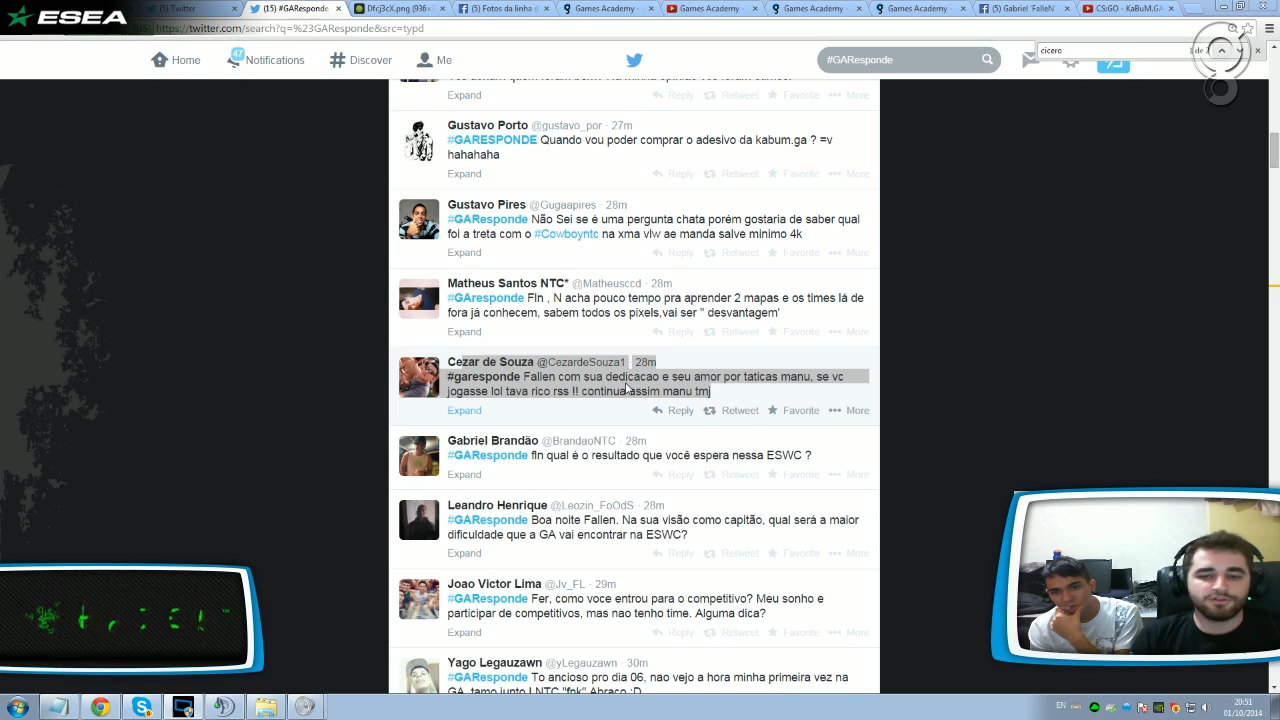 (5) Twitter
(15) #GAResponde
Dfcj3cX.png (936×
(5) Fotos da linha d
Games Academy -
Games Academy -
Games Academy -
Games Academy -
(5) Gabriel 'FalleN'
CS:GO - KaBuM.GA
ESEA
https://twitter.com/search?q=%23GAResponde&src=typd
cicero
Home
47
Notifications
Discover
Me
#GAResponde
Expand
Reply Retweet Favorite More
Gustavo Porto @gustavo_por · 27m
#GARESPONDE Quando vou poder comprar o adesivo da kabum.ga ? =v
hahahaha
Expand
Reply Retweet Favorite More
Gustavo Pires @Gugaapires · 28m
#GAResponde Não Sei se é uma pergunta chata porém gostaria de saber qual
foi a treta com o #Cowboyntc na xma vlw ae manda salve minimo 4k
Expand
Reply Retweet Favorite More
Matheus Santos NTC* @Matheusccd · 28m
#GAresponde Fln , N acha pouco tempo pra aprender 2 mapas e os times lá de
fora já conhecem, sabem todos os pixels,vai ser " desvantagem'
Expand
Reply Retweet Favorite More
Cezar de Souza @CezardeSouza1 · 28m
#garesponde Fallen com sua dedicacao e seu amor por taticas manu, se vc
jogasse lol tava rico rss !! continua assim manu tmj
Expand
Reply Retweet Favorite More
Gabriel Brandão @BrandaoNTC · 28m
#GAResponde fln qual é o resultado que você espera nessa ESWC ?
Expand
Reply Retweet Favorite More
Leandro Henrique @Leozin_FoOdS · 28m
#GAResponde Boa noite Fallen. Na sua visão como capitão, qual será a maior
dificuldade que a GA vai encontrar na ESWC?
Expand
Reply Retweet Favorite More
Joao Victor Lima @Jv_FL · 29m
#GAResponde Fer, como voce entrou para o competitivo? Meu sonho e
participar de competitivos, mas nao tenho time. Alguma dica?
Expand
Reply Retweet Favorite More
Yago Legauzawn @yLegauzawn · 30m
#GAResponde To ancioso pro dia 06, nao vejo a hora minha primeira vez na
GA, tamo junto LNTC "fnk" Abraço :D
EN
20:51
01/10/2014